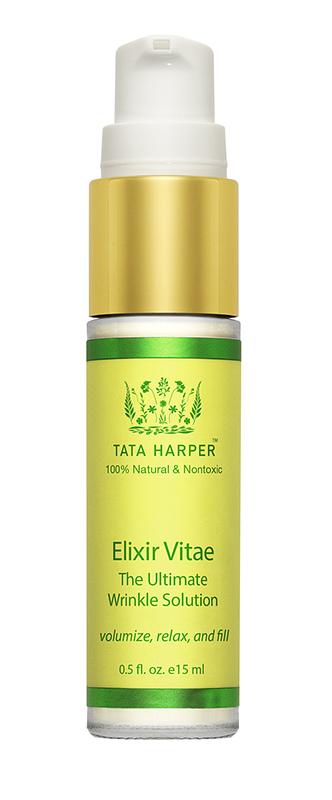 TATA HARPER™
100% Natural & Nontoxic
Elixir Vitae
The Ultimate
Wrinkle Solution
volumize, relax, and fill
0.5 fl. oz. e15 ml